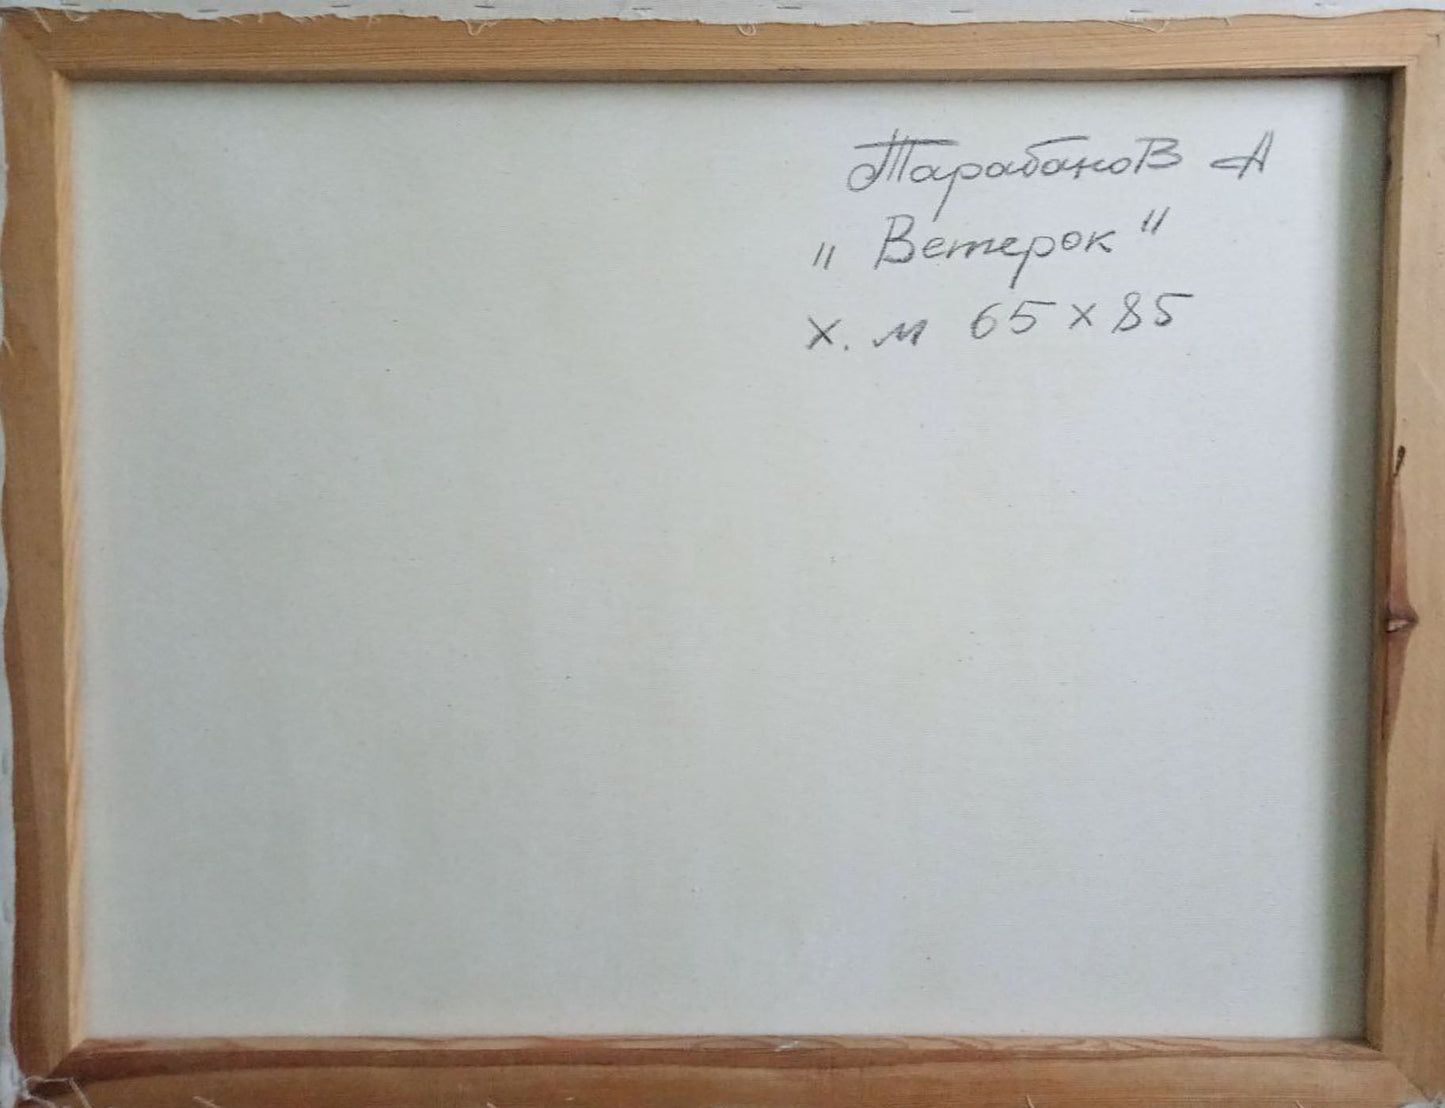 Тарабанов А
„ Ветерок "
х. м 65 х 85